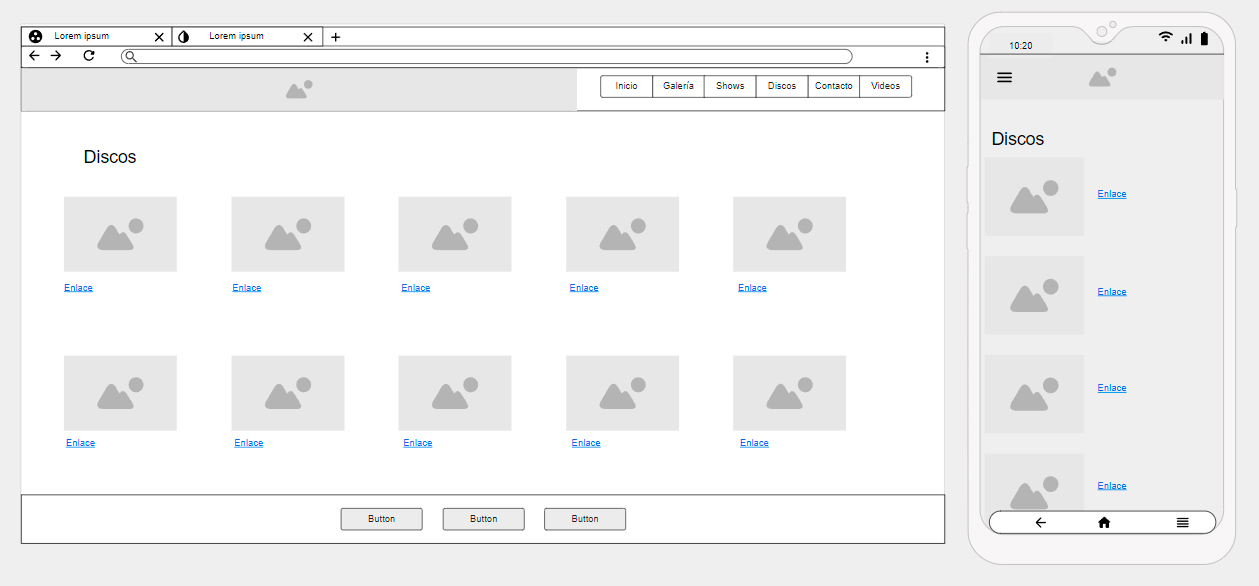 Lorem ipsum
Lorem ipsum
Inicio Galería Shows Discos Contacto Videos
Discos
Enlace Enlace Enlace Enlace Enlace
Enlace Enlace Enlace Enlace Enlace
Button Button Button
10:20
Discos
Enlace
Enlace
Enlace
Enlace